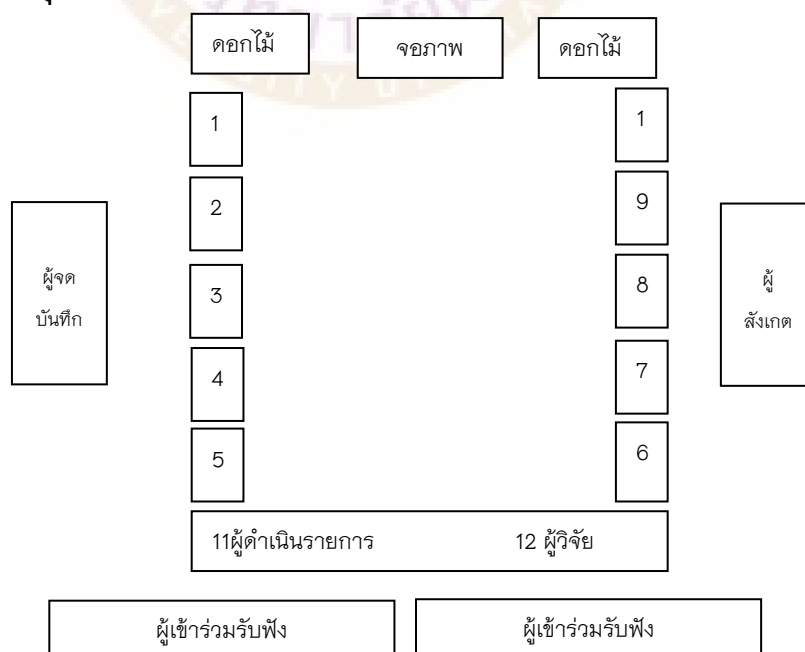 ดอกไม้ จอภาพ ดอกไม้
1 1
2 9
ผู้จด
บันทึก
3 8
ผู้
สังเกต
4 7
5 6
11ผู้ดำเนินรายการ 12 ผู้วิจัย
ผู้เข้าร่วมรับฟัง ผู้เข้าร่วมรับฟัง